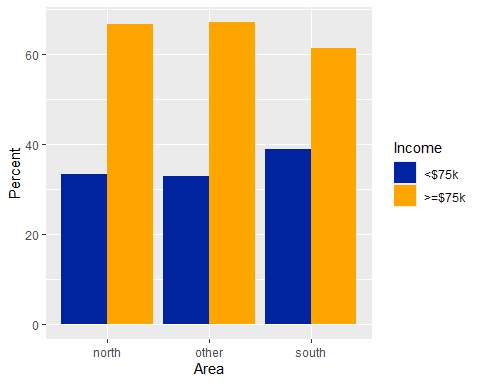 60
40
20
0
Percent
north other south
Area
Income
<$75k
>=$75k